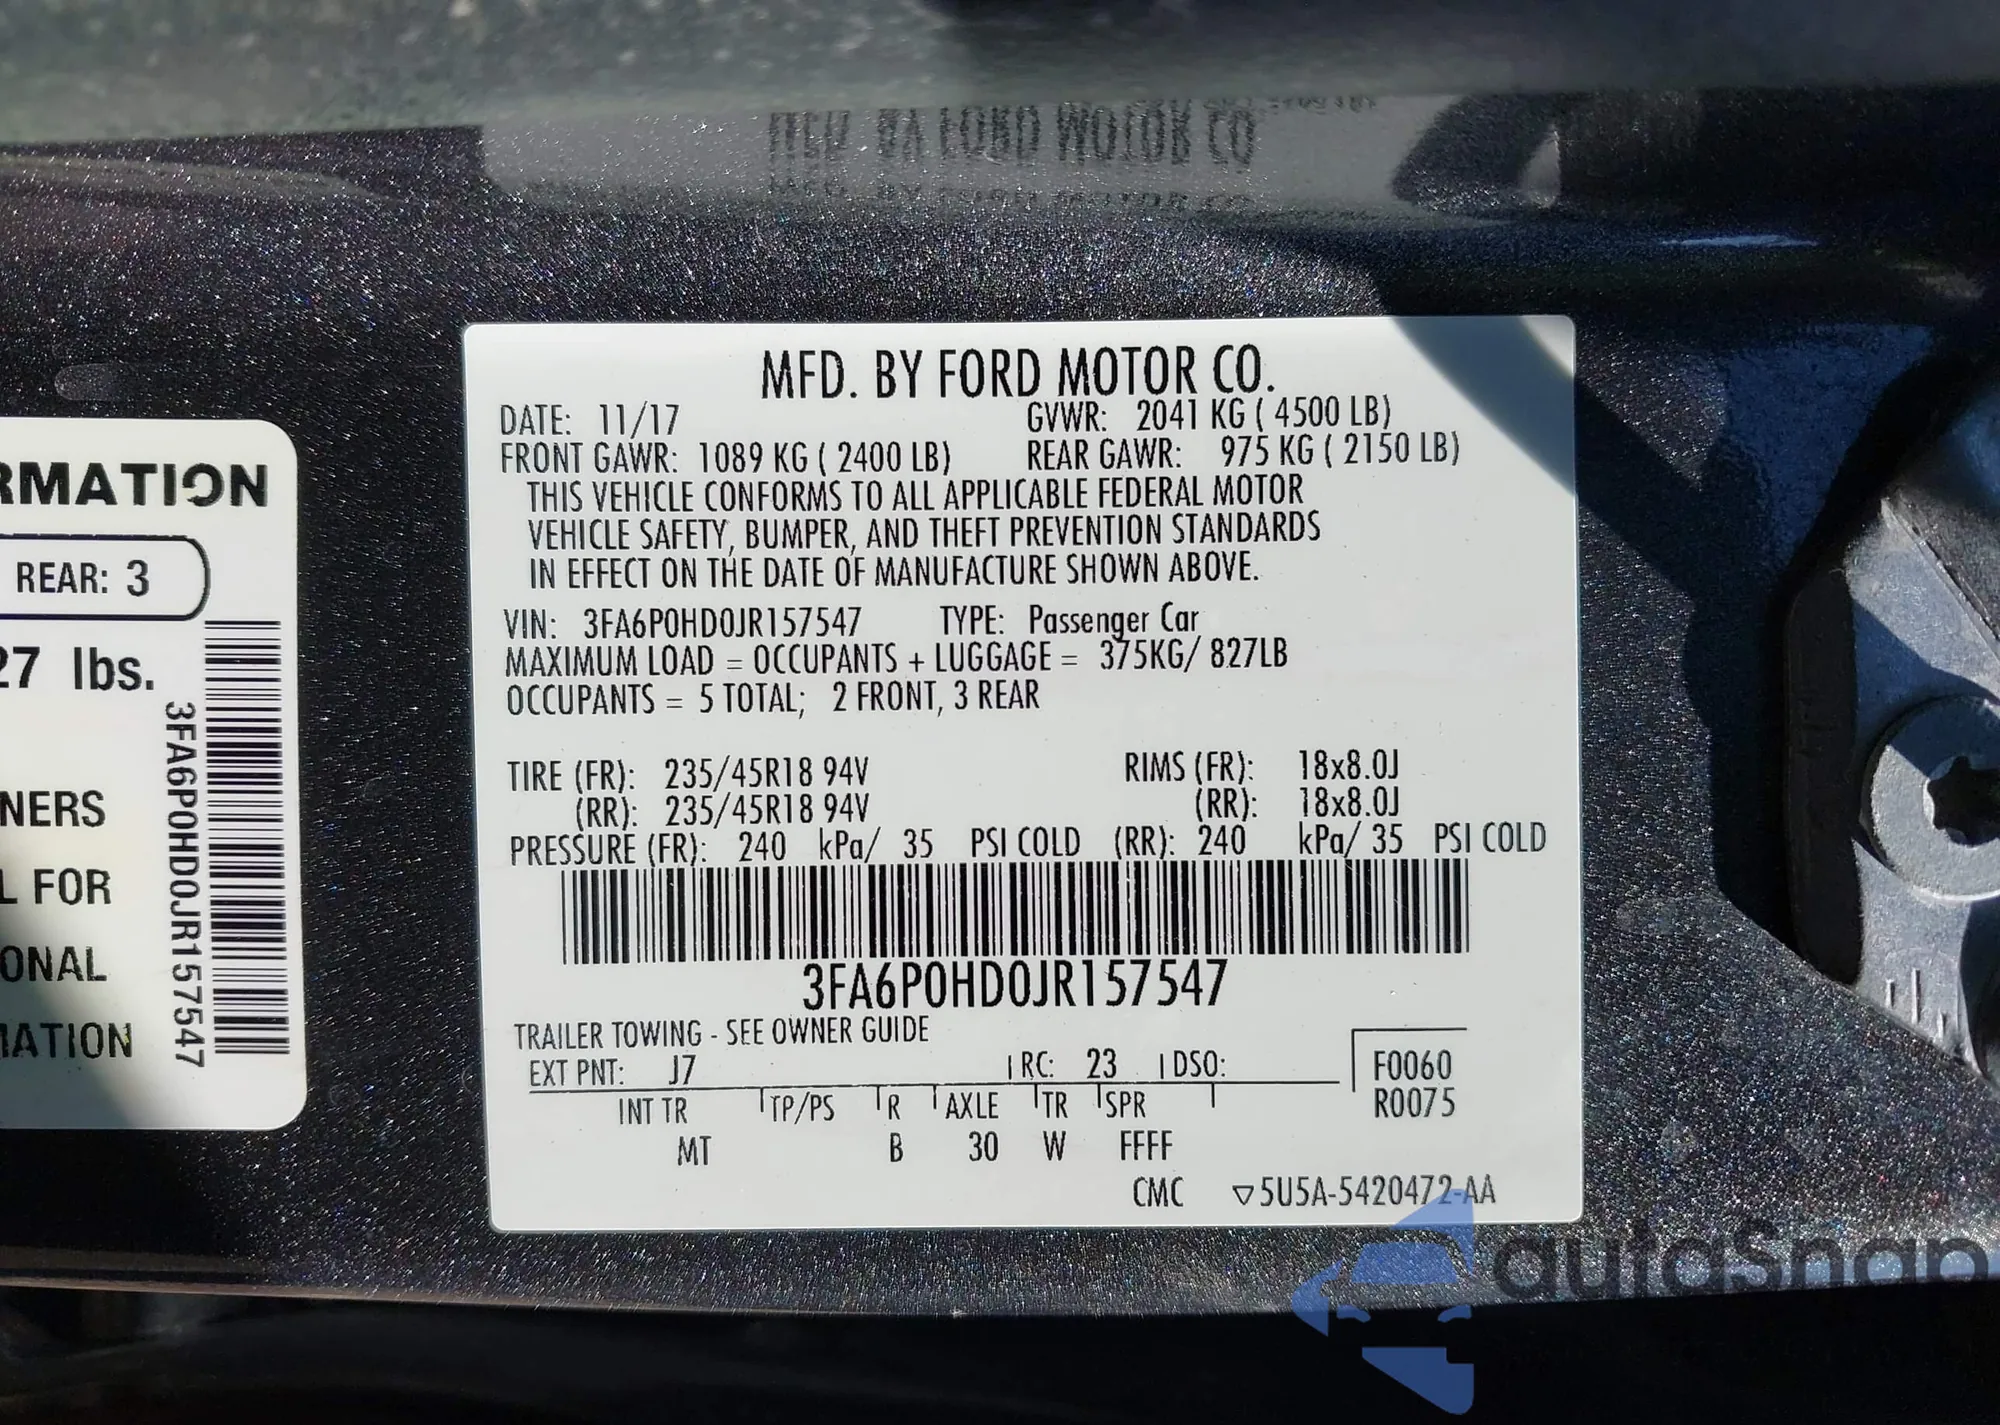 MFD. BY FORD MOTOR CO.
DATE: 11/17 GVWR: 2041 KG ( 4500 LB)
FRONT GAWR: 1089 KG ( 2400 LB) REAR GAWR: 975 KG ( 2150 LB)
THIS VEHICLE CONFORMS TO ALL APPLICABLE FEDERAL MOTOR
VEHICLE SAFETY, BUMPER, AND THEFT PREVENTION STANDARDS
IN EFFECT ON THE DATE OF MANUFACTURE SHOWN ABOVE.
VIN: 3FA6P0HD0JR157547 TYPE: Passenger Car
MAXIMUM LOAD = OCCUPANTS + LUGGAGE = 375KG/ 827LB
OCCUPANTS = 5 TOTAL; 2 FRONT, 3 REAR
TIRE (FR): 235/45R18 94V RIMS (FR): 18x8.0J
(RR): 235/45R18 94V (RR): 18x8.0J
PRESSURE (FR): 240 kPa/ 35 PSI COLD (RR): 240 kPa/ 35 PSI COLD
3FA6P0HD0JR157547
TRAILER TOWING - SEE OWNER GUIDE
EXT PNT: J7 RC: 23 DSO: F0060
INT TR TP/PS R AXLE TR SPR R0075
MT B 30 W FFFF
CMC ▽5U5A-5420472-AA
RMATION
REAR: 3
27 lbs.
NERS
L FOR
ONAL
MATION
3FA6P0HD0JR157547
autosnap